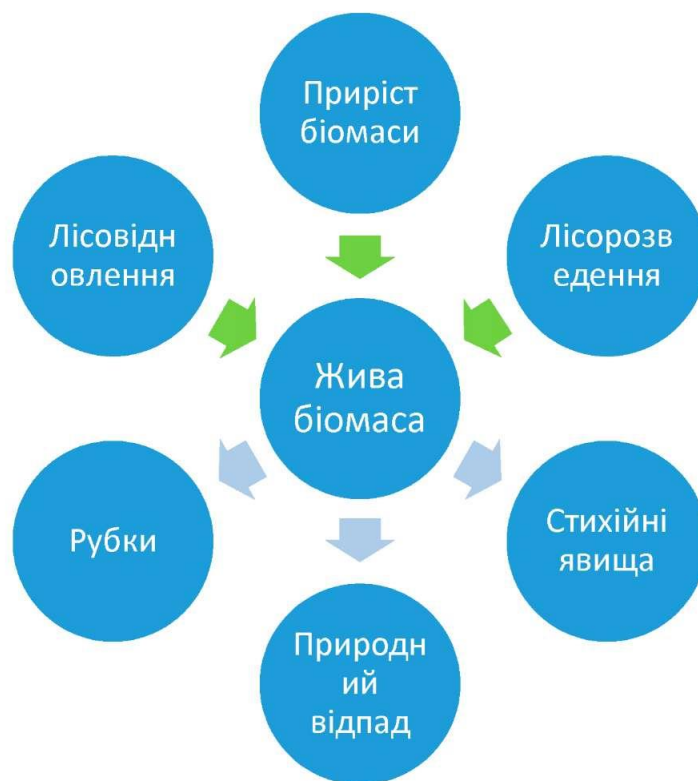 Приріст
біомаси
Лісовідн
овлення
Лісорозв
едення
Жива
біомаса
Рубки
Стихійні
явища
Природн
ий
відпад